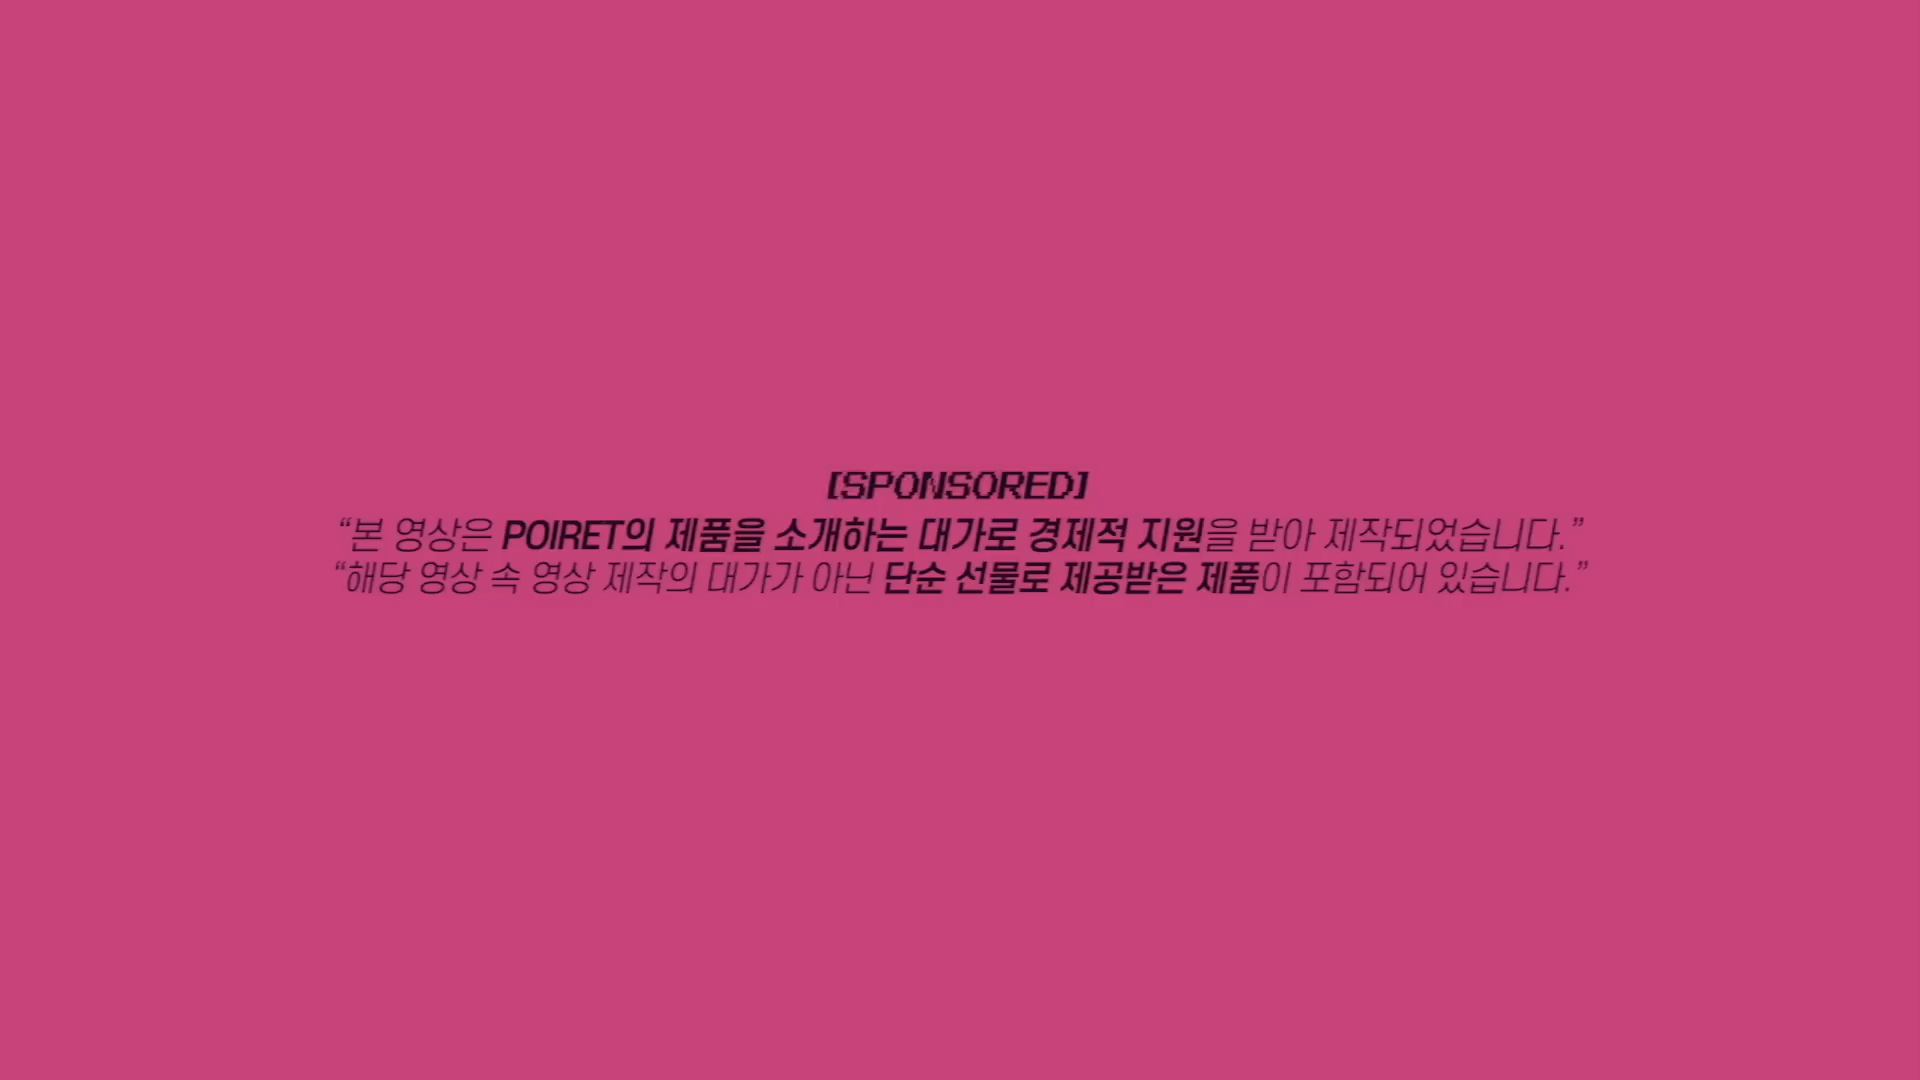 [SPONSORED]
“본 영상은 POIRET의 제품을 소개하는 대가로 경제적 지원을 받아 제작되었습니다.”
“해당 영상 속 영상 제작의 대가가 아닌 단순 선물로 제공받은 제품이 포함되어 있습니다.”